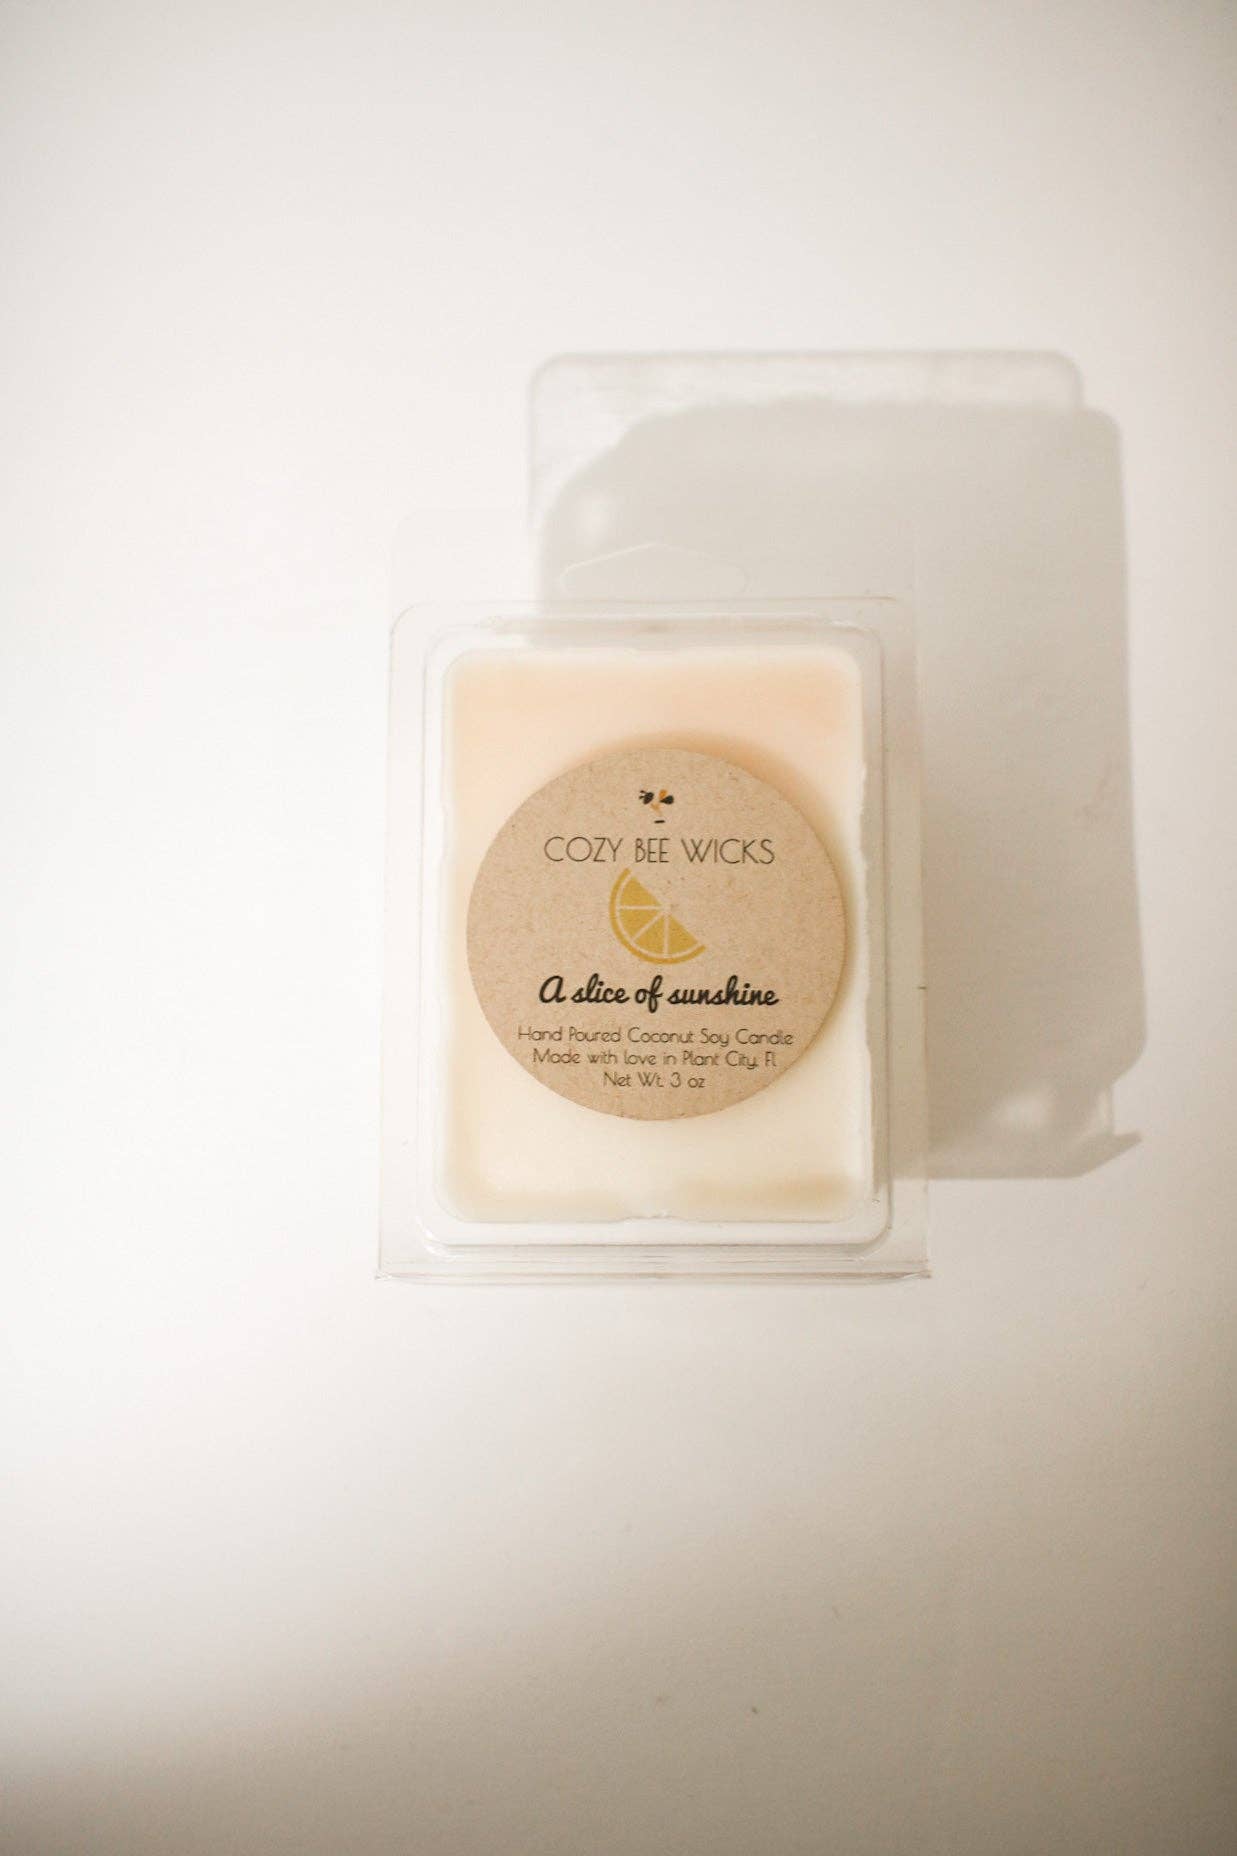 COZY BEE WICKS
A slice of sunshine
Hand Poured Coconut Soy Candle
Made with love in Plant City, Fl
Net Wt. 3 oz